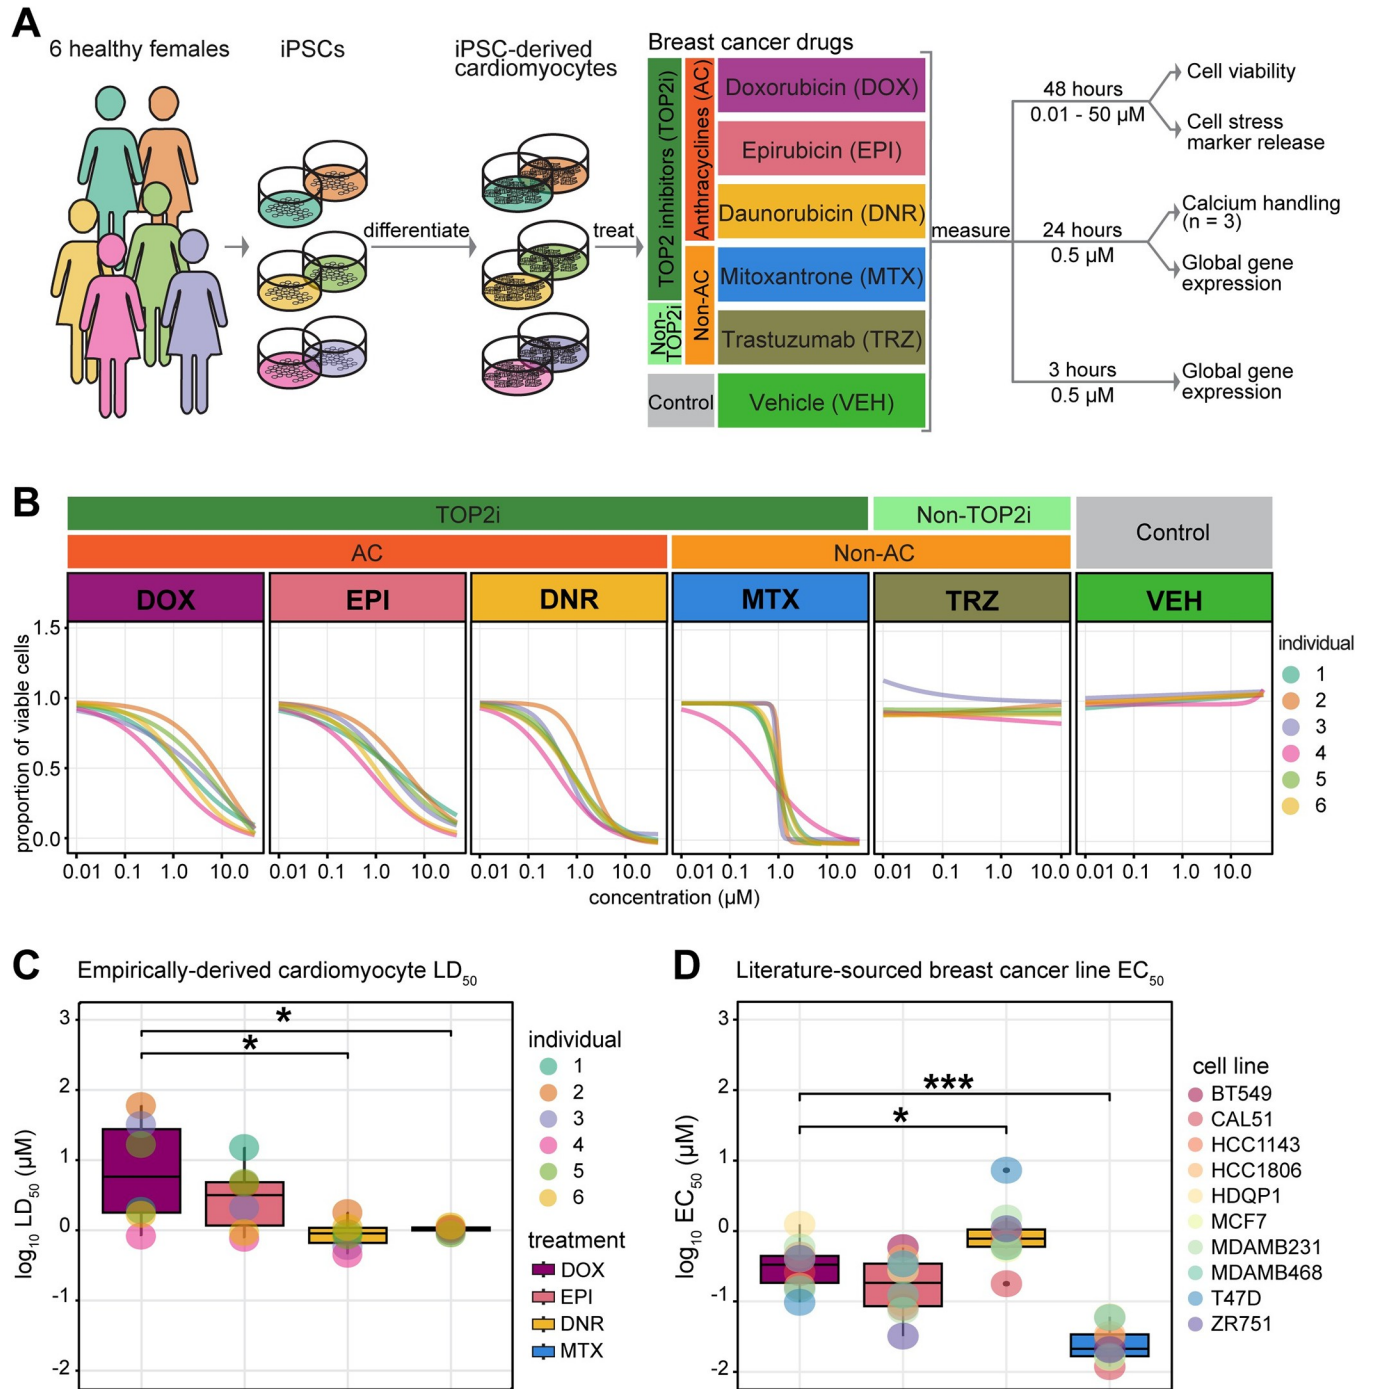 A
6 healthy females
iPSCs
iPSC-derived
cardiomyocytes
differentiate
treat
Breast cancer drugs
TOP2 inhibitors (TOP2i)
Non-
TOP2i
Anthracyclines (AC)
Non-AC
Doxorubicin (DOX)
Epirubicin (EPI)
Daunorubicin (DNR)
Mitoxantrone (MTX)
Trastuzumab (TRZ)
Control
Vehicle (VEH)
measure
48 hours
0.01 - 50 µM
Cell viability
Cell stress
marker release
24 hours
0.5 µM
Calcium handling
(n = 3)
Global gene
expression
3 hours
0.5 µM
Global gene
expression
B
TOP2i
Non-TOP2i
Control
AC
Non-AC
DOX
EPI
DNR
MTX
TRZ
VEH
proportion of viable cells
1.5
1.0
0.5
0.0
0.01 0.1 1.0 10.0
0.01 0.1 1.0 10.0
0.01 0.1 1.0 10.0
0.01 0.1 1.0 10.0
0.01 0.1 1.0 10.0
0.01 0.1 1.0 10.0
concentration (µM)
individual
1
2
3
4
5
6
C
Empirically-derived cardiomyocyte LD50
log10 LD50 (µM)
3
2
1
0
-1
-2
*
*
individual
1
2
3
4
5
6
treatment
DOX
EPI
DNR
MTX
D
Literature-sourced breast cancer line EC50
log10 EC50 (µM)
3
2
1
0
-1
-2
***
*
cell line
BT549
CAL51
HCC1143
HCC1806
HDQP1
MCF7
MDAMB231
MDAMB468
T47D
ZR751